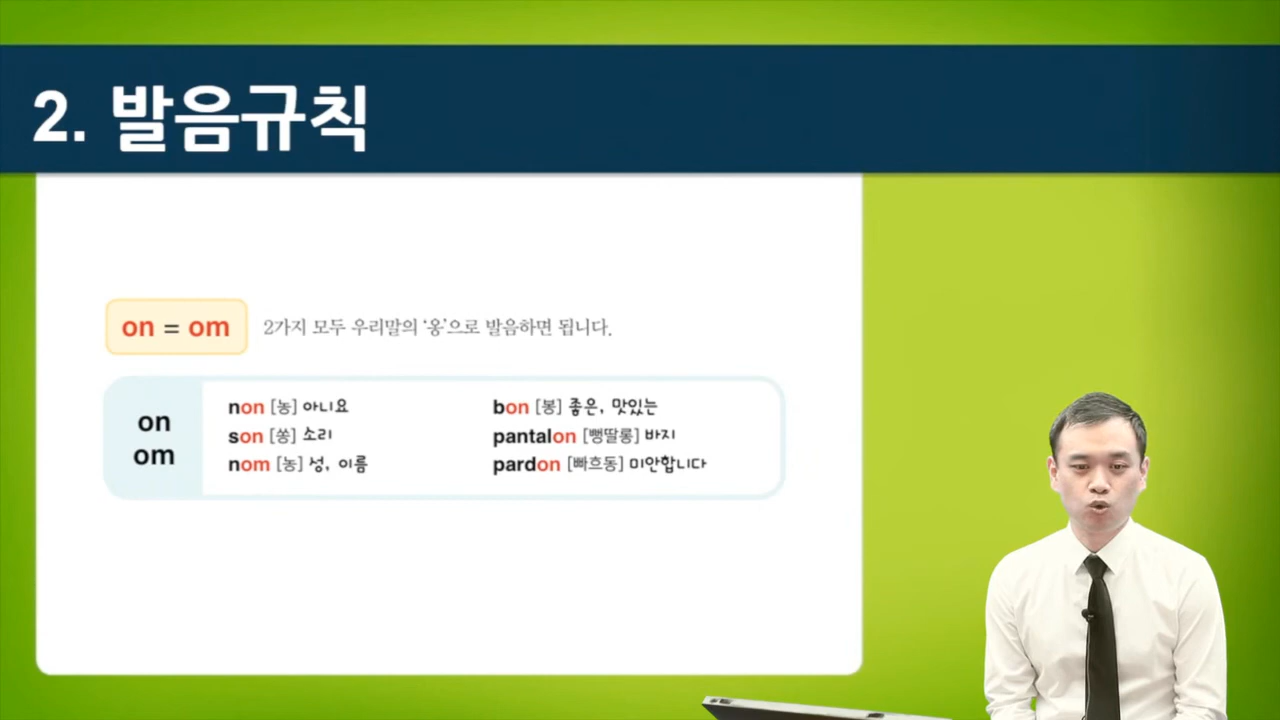 2. 발음규칙
on = om 2가지 모두 우리말의 ‘옹’으로 발음하면 됩니다.
on
om
non [농] 아니요
son [쏭] 소리
nom [농] 성, 이름
bon [봉] 좋은, 맛있는
pantalon [뺑딸롱] 바지
pardon [빠흐동] 미안합니다